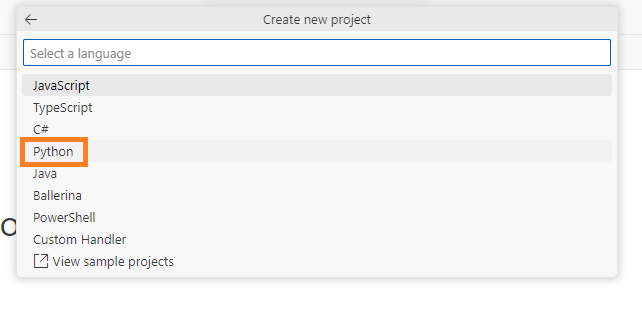 Create new project
Select a language
JavaScript
TypeScript
C#
Python
Java
Ballerina
PowerShell
Custom Handler
View sample projects